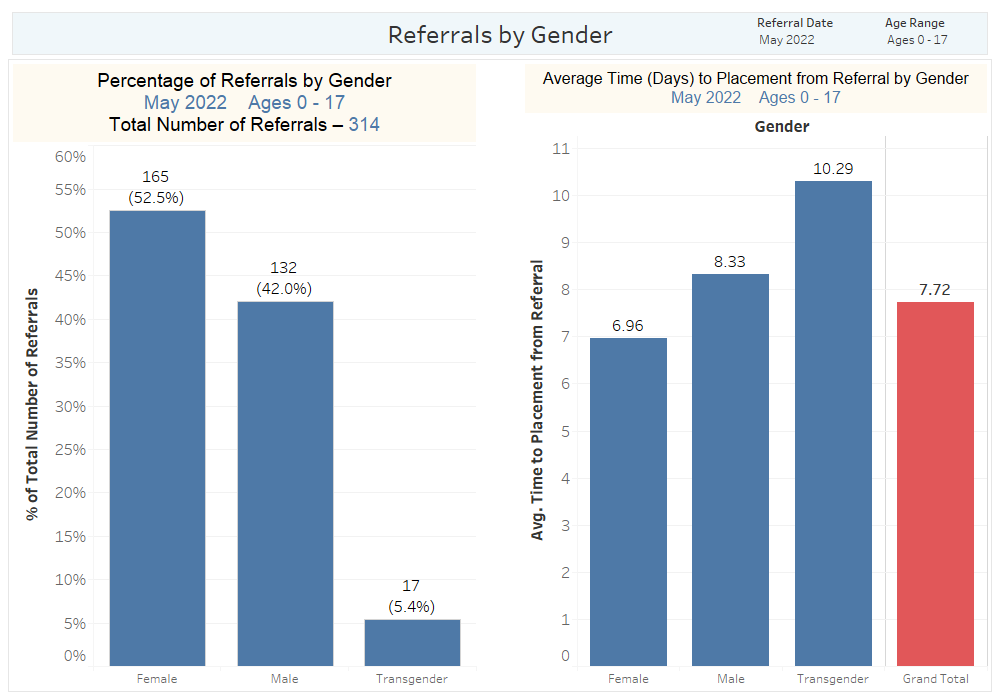 Referrals by Gender
Referral Date
May 2022
Age Range
Ages 0 - 17
Percentage of Referrals by Gender
May 2022 Ages 0 - 17
Total Number of Referrals – 314
% of Total Number of Referrals
60%
55%
50%
45%
40%
35%
30%
25%
20%
15%
10%
5%
0%
165
(52.5%)
132
(42.0%)
17
(5.4%)
Female
Male
Transgender
Average Time (Days) to Placement from Referral by Gender
May 2022 Ages 0 - 17
Gender
Avg. Time to Placement from Referral
11
10
9
8
7
6
5
4
3
2
1
0
6.96
8.33
10.29
7.72
Female
Male
Transgender
Grand Total